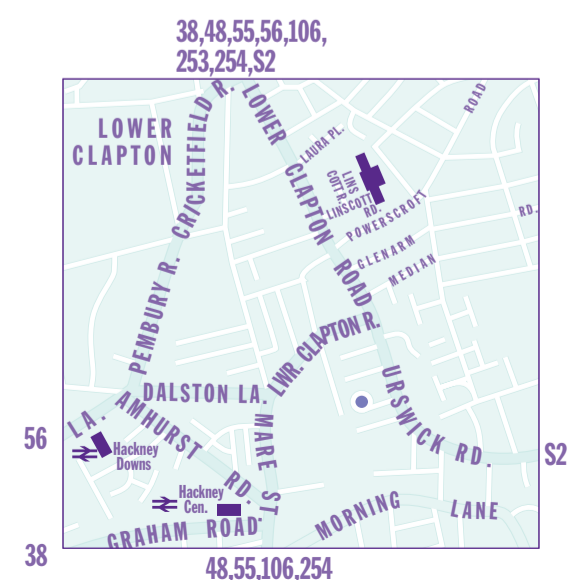 38,48,55,56,106,
253,254,S2
LOWER
CLAPTON
CRICKETFIELD R.
LOWER CLAPTON ROAD
LAURA PL.
ROAD
LINS
COTT R.
LINSCOTT
RD.
POWERSCROFT
RD.
GLENARM
MEDIAN
PEMBURY R.
LWR. CLAPTON R.
DALSTON LA.
URSWICK RD.
LA.
AMHURST RD.
MARE ST.
56
Hackney
Downs
S2
Hackney
Cen.
MORNING LANE
GRAHAM ROAD
38
48,55,106,254